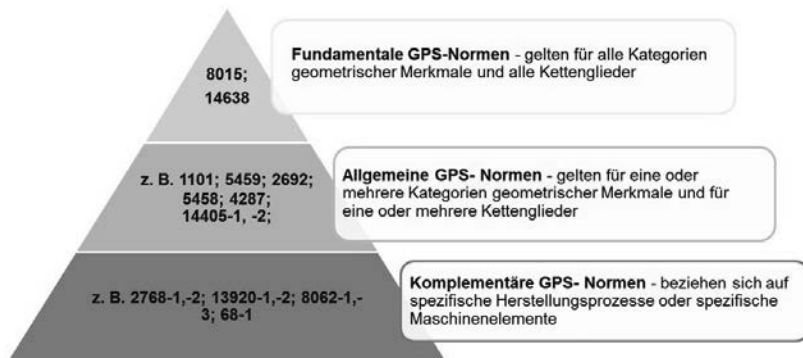 8015;
14638
Fundamentale GPS-Normen - gelten für alle Kategorien
geometrischer Merkmale und alle Kettenglieder
z. B. 1101; 5459; 2692;
5458; 4287;
14405-1, -2;
Allgemeine GPS- Normen - gelten für eine oder
mehrere Kategorien geometrischer Merkmale und für
eine oder mehrere Kettenglieder
z. B. 2768-1,-2; 13920-1,-2; 8062-1,-
3; 68-1
Komplementäre GPS- Normen - beziehen sich auf
spezifische Herstellungsprozesse oder spezifische
Maschinenelemente